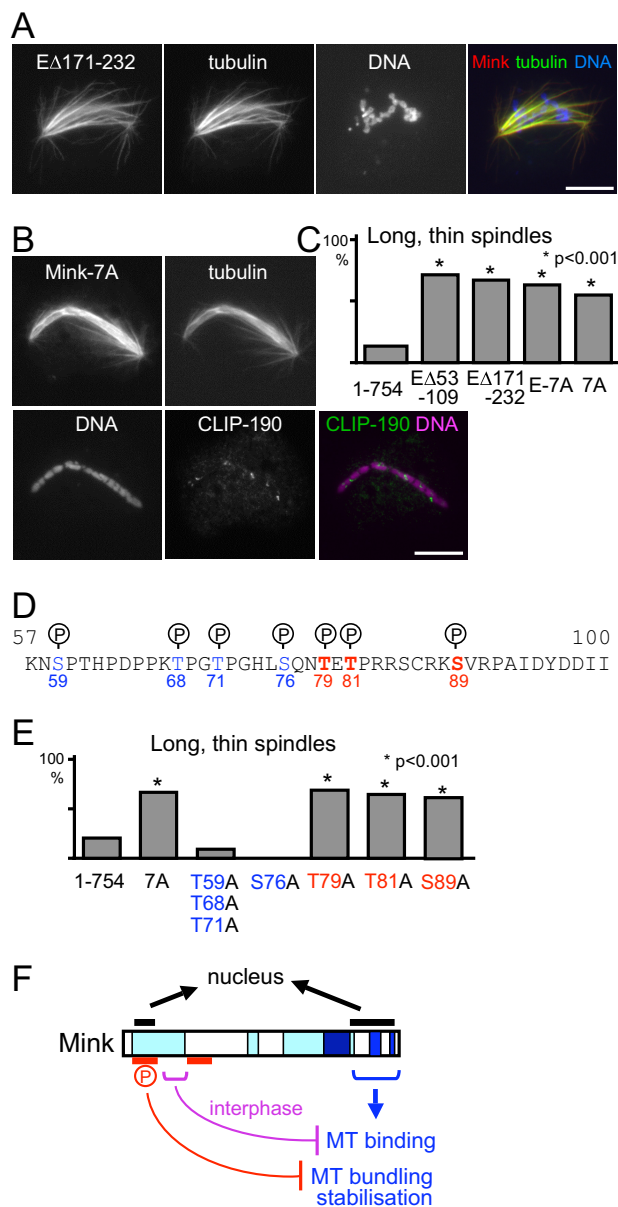 A
EΔ171-232 tubulin DNA Mink tubulin DNA
B
Mink-7A tubulin
DNA CLIP-190 CLIP-190 DNA
C
Long, thin spindles
100
%
* p<0.001
* * * *
1-754 EΔ53 -109 EΔ171 -232 E-7A 7A
D
P P P P P P P
57 100
KNSPTHPDPPKTPGTPGHLSQNTETPRRSCRKSVRPAIDYDDII
59 68 71 76 79 81 89
E
Long, thin spindles
100
%
* p<0.001
* * * *
1-754 7A T59A S76A T79A T81A S89A
T68A
T71A
F
nucleus
Mink
P
interphase
MT binding
MT bundling
stabilisation